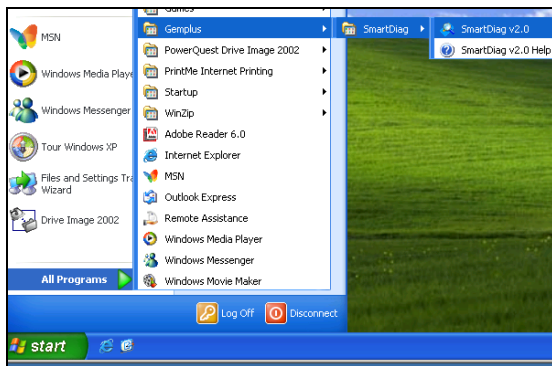 MSN
Windows Media Playe
Windows Messenger
Tour Windows XP
Files and Settings Tra
Wizard
Drive Image 2002
All Programs
Games
Gemplus
PowerQuest Drive Image 2002
PrintMe Internet Printing
Startup
WinZip
Adobe Reader 6.0
Internet Explorer
MSN
Outlook Express
Remote Assistance
Windows Media Player
Windows Messenger
Windows Movie Maker
SmartDiag
SmartDiag v2.0
SmartDiag v2.0 Help
Log Off
Disconnect
start